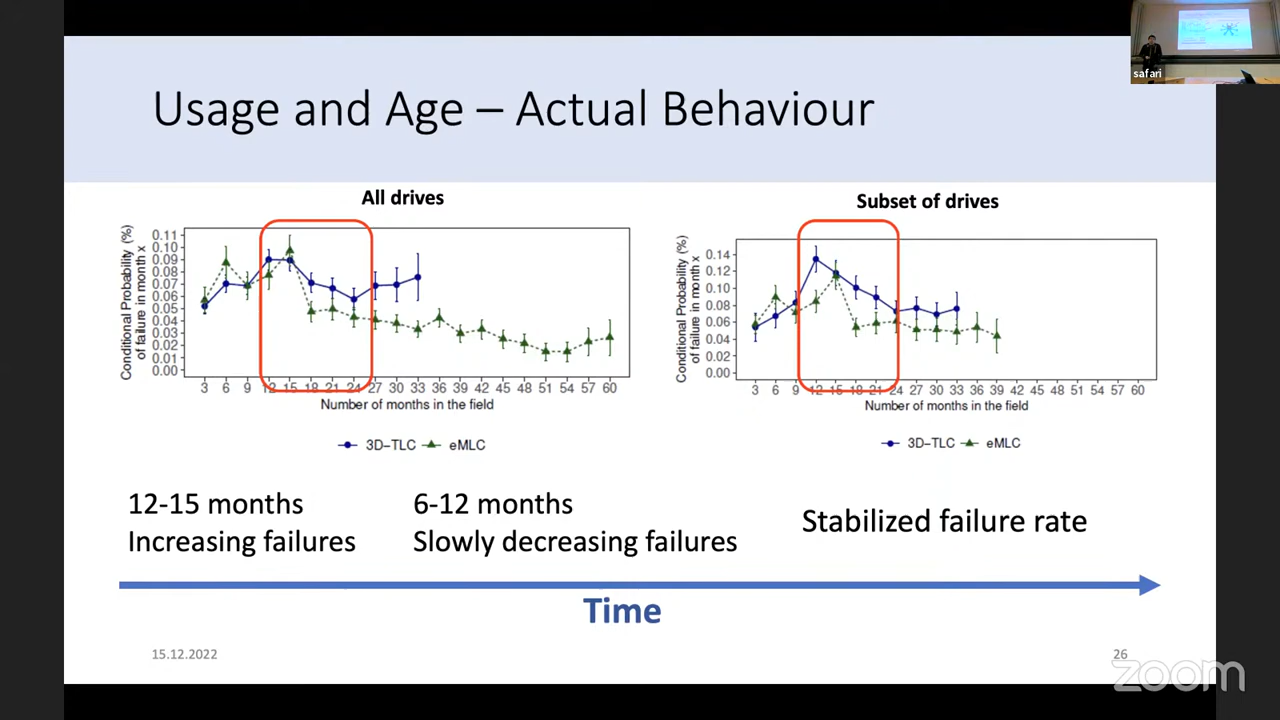 safari
Usage and Age – Actual Behaviour
All drives
Conditional Probability (%)
of failure in month x
0.11
0.10
0.09
0.08
0.07
0.06
0.05
0.04
0.03
0.02
0.01
0.00
3 6 9 12 15 18 21 24 27 30 33 36 39 42 45 48 51 54 57 60
Number of months in the field
3D−TLC eMLC
Subset of drives
Conditional Probability (%)
of failure in month x
0.14
0.12
0.10
0.08
0.06
0.04
0.02
0.00
3 6 9 12 15 18 21 24 27 30 33 36 39 42 45 48 51 54 57 60
Number of months in the field
3D−TLC eMLC
12-15 months
Increasing failures
6-12 months
Slowly decreasing failures
Stabilized failure rate
Time
15.12.2022
26
zoom